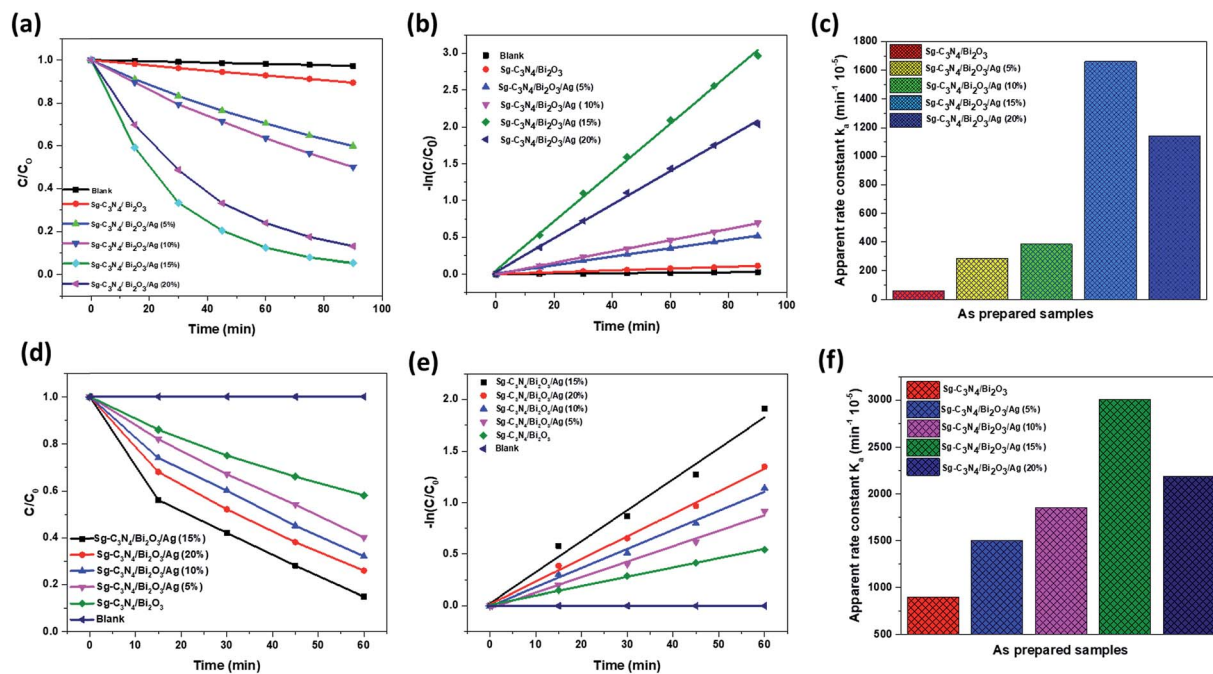 (a)
C/C₀
1.0
0.8
0.6
0.4
0.2
0.0
Blank
Sg-C₃N₄/ Bi₂O₃
Sg-C₃N₄/ Bi₂O₃/Ag (5%)
Sg-C₃N₄/ Bi₂O₃/Ag (10%)
Sg-C₃N₄/ Bi₂O₃/Ag (15%)
Sg-C₃N₄/ Bi₂O₃/Ag (20%)
0 20 40 60 80 100
Time (min)
(b)
-ln(C/C₀)
3.0
2.5
2.0
1.5
1.0
0.5
0.0
Blank
Sg-C₃N₄/Bi₂O₃
Sg-C₃N₄/Bi₂O₃/Ag (5%)
Sg-C₃N₄/Bi₂O₃/Ag ( 10%)
Sg-C₃N₄/Bi₂O₃/Ag (15%)
Sg-C₃N₄/Bi₂O₃/Ag (20%)
0 20 40 60 80 100
Time (min)
(c)
Apparent rate constant kₐ (min⁻¹ 10⁻⁵)
1800
1600
1400
1200
1000
800
600
400
200
0
Sg-C₃N₄/Bi₂O₃
Sg-C₃N₄/Bi₂O₃/Ag (5%)
Sg-C₃N₄/Bi₂O₃/Ag (10%)
Sg-C₃N₄/Bi₂O₃/Ag (15%)
Sg-C₃N₄/Bi₂O₃/Ag (20%)
As prepared samples
(d)
C/C₀
1.0
0.8
0.6
0.4
0.2
0.0
Sg-C₃N₄/Bi₂O₃/Ag (15%)
Sg-C₃N₄/Bi₂O₃/Ag (20%)
Sg-C₃N₄/Bi₂O₃/Ag (10%)
Sg-C₃N₄/Bi₂O₃/Ag (5%)
Sg-C₃N₄/Bi₂O₃
Blank
0 10 20 30 40 50 60
Time (min)
(e)
-ln(C/C₀)
2.0
1.5
1.0
0.5
0.0
Sg-C₃N₄/Bi₂O₃/Ag (15%)
Sg-C₃N₄/Bi₂O₃/Ag (20%)
Sg-C₃N₄/Bi₂O₃/Ag (10%)
Sg-C₃N₄/Bi₂O₃/Ag (5%)
Sg-C₃N₄/Bi₂O₃
Blank
0 10 20 30 40 50 60
Time (min)
(f)
Apparent rate constant Kₐ (min⁻¹ 10⁻⁵)
3000
2500
2000
1500
1000
500
Sg-C₃N₄/Bi₂O₃
Sg-C₃N₄/Bi₂O₃/Ag (5%)
Sg-C₃N₄/Bi₂O₃/Ag (10%)
Sg-C₃N₄/Bi₂O₃/Ag (15%)
Sg-C₃N₄/Bi₂O₃/Ag (20%)
As prepared samples